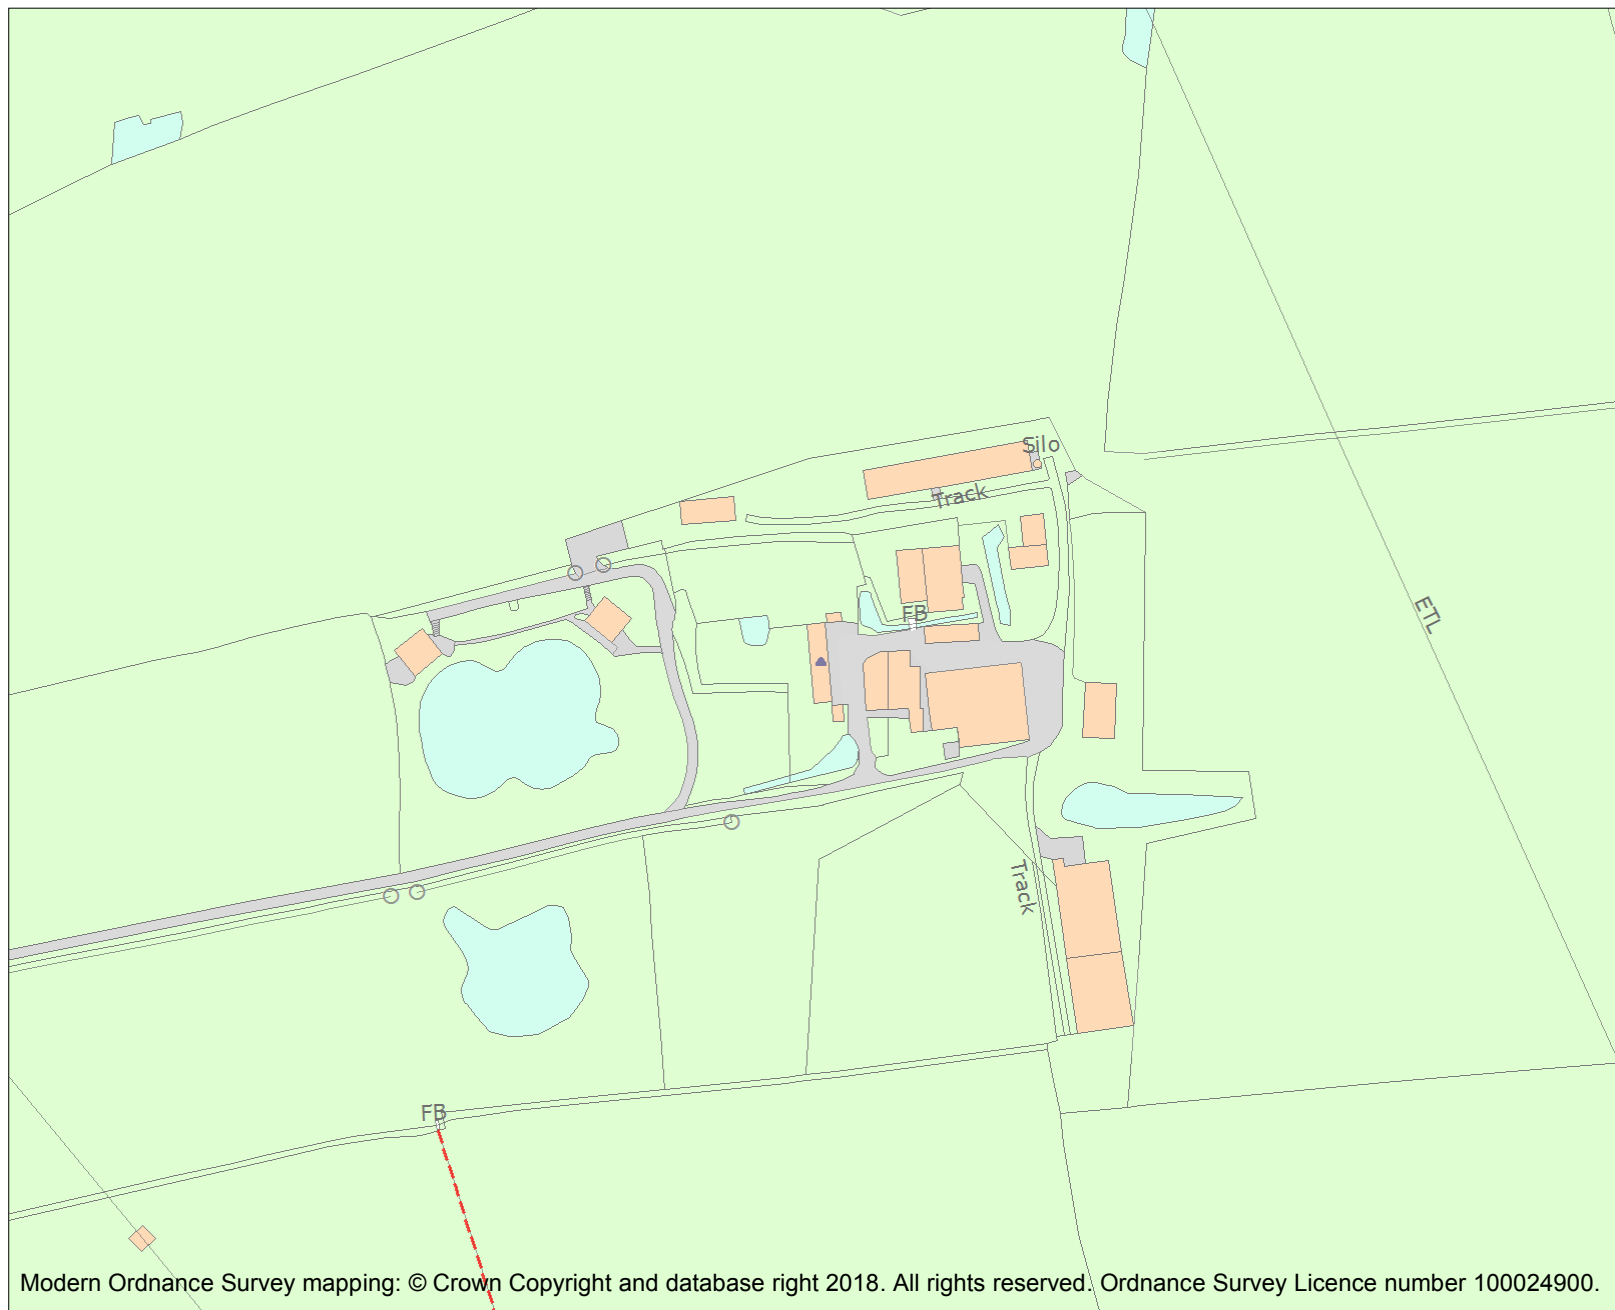 Silo
Track
FB
ETL
Track
FB
Modern Ordnance Survey mapping: © Crown Copyright and database right 2018. All rights reserved. Ordnance Survey Licence number 100024900.